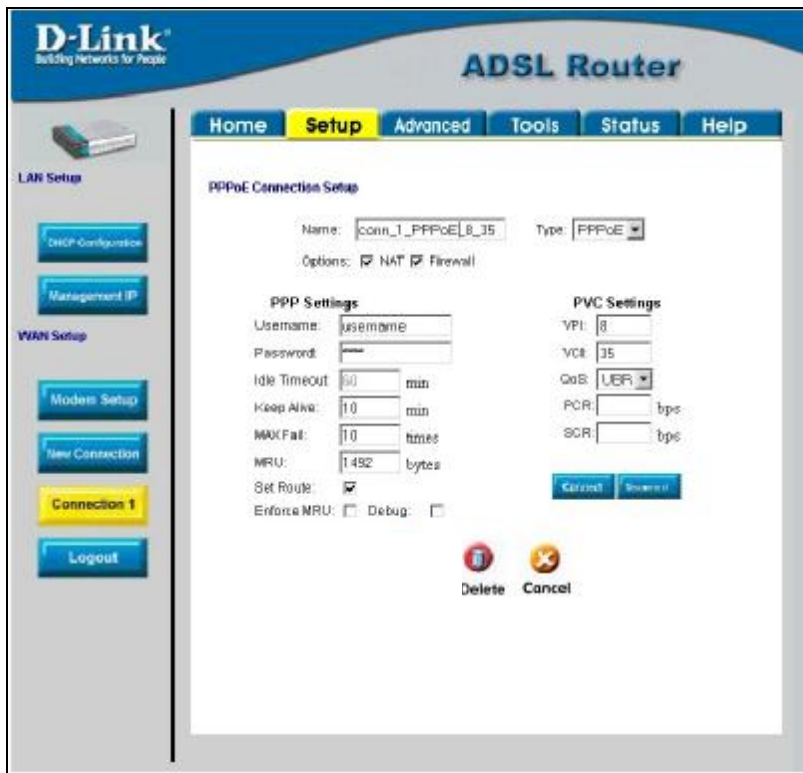 D-Link
Building Networks for People
ADSL Router
Home Setup Advanced Tools Status Help
LAN Setup
DHCP Configuration
Management IP
WAN Setup
Modem Setup
New Connection
Connection 1
Logout
PPPoE Connection Setup
Name: conn_1_PPPoE_8_35 Type: PPPoE
Options: NAT Firewall
PPP Settings
Username: username
Password:
Idle Timeout: 60 min
Keep Alive: 10 min
MAX Fail: 10 times
MRU: 1492 bytes
Set Route:
Enforce MRU: Debug:
PVC Settings
VPI: 8
VCI: 35
QoS: UBR
PCR: bps
SCR: bps
Connect Disconnect
Delete Cancel